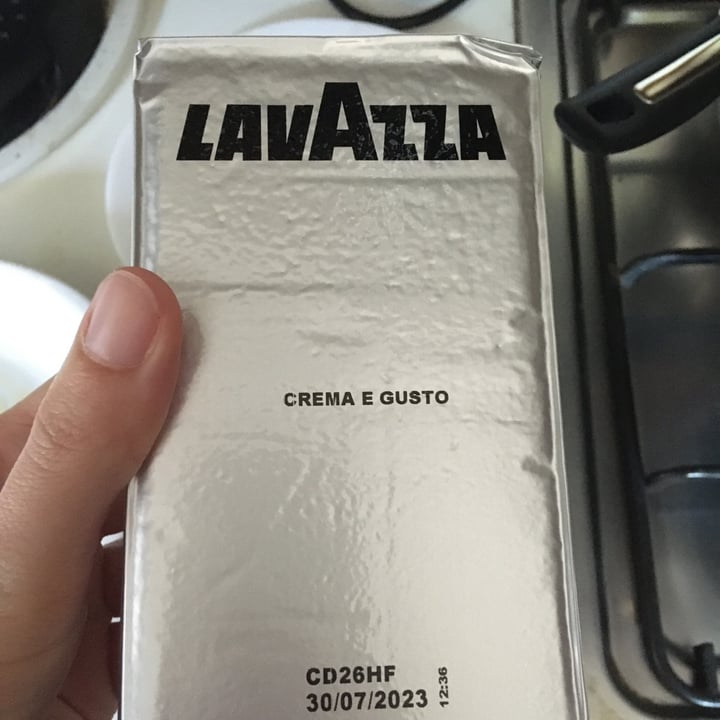 LAVAZZA
CREMA E GUSTO
CD26HF
30/07/2023
12:36